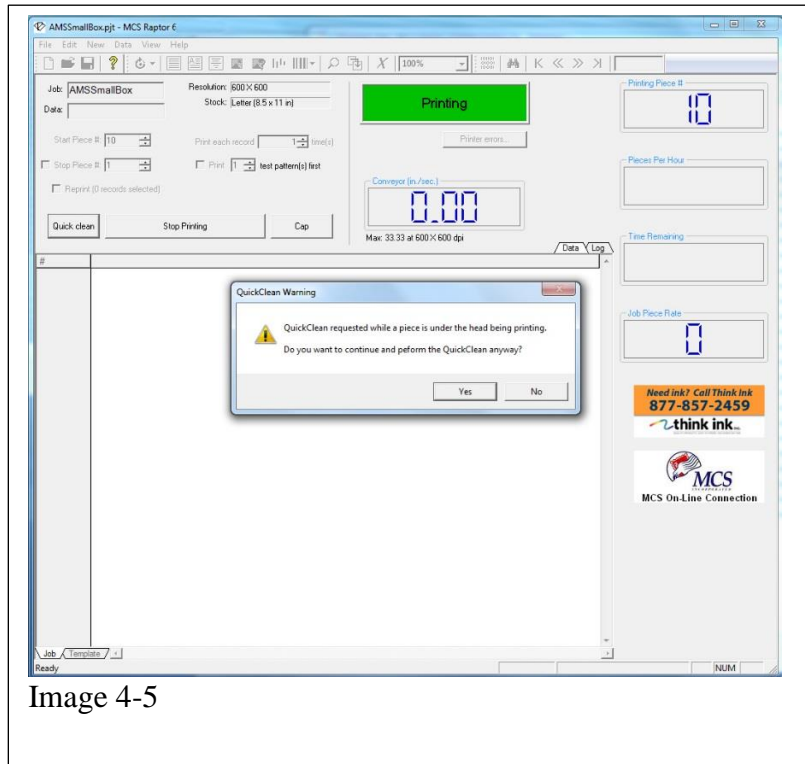 AMSSmallBox.pjt - MCS Raptor 6
File Edit New Data View Help
100%
Job: AMSSmallBox
Data:
Resolution: 600 X 600
Stock: Letter (8.5 x 11 in)
Printing
Start Piece #: 10
Print each record 1 time(s)
Printer errors...
Stop Piece #: 1
Print 1 test pattern(s) first
Reprint (0 records selected)
Quick clean
Stop Printing
Cap
Conveyor (in./sec.)
0.00
Max: 33.33 at 600 X 600 dpi
Data Log
Printing Piece #
10
Pieces Per Hour
Time Remaining
Job Piece Rate
0
#
QuickClean Warning
QuickClean requested while a piece is under the head being printing.
Do you want to continue and peform the QuickClean anyway?
Yes No
Need ink? Call Think Ink
877-857-2459
think ink
MCS
INCORPORATED
MCS On-Line Connection
Job Template
Ready
NUM
Image 4-5